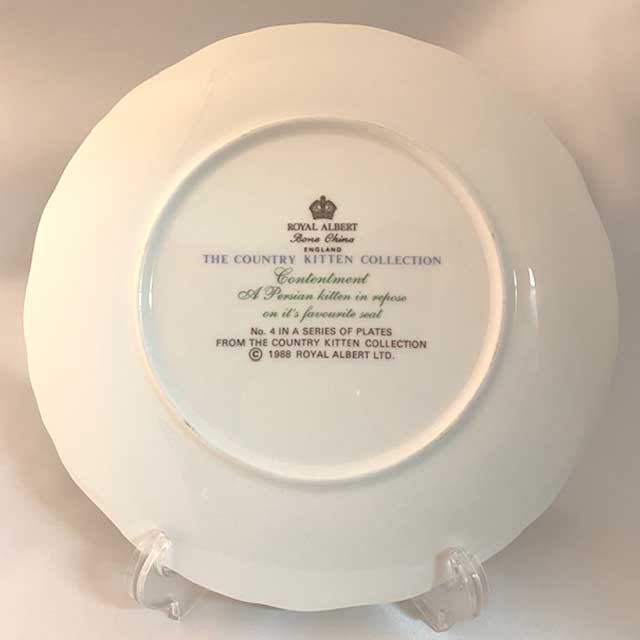 ROYAL ALBERT
Bone China
ENGLAND
THE COUNTRY KITTEN COLLECTION
Contentment
A Persian kitten in repose
on it's favourite seat
No. 4 IN A SERIES OF PLATES
FROM THE COUNTRY KITTEN COLLECTION
© 1988 ROYAL ALBERT LTD.